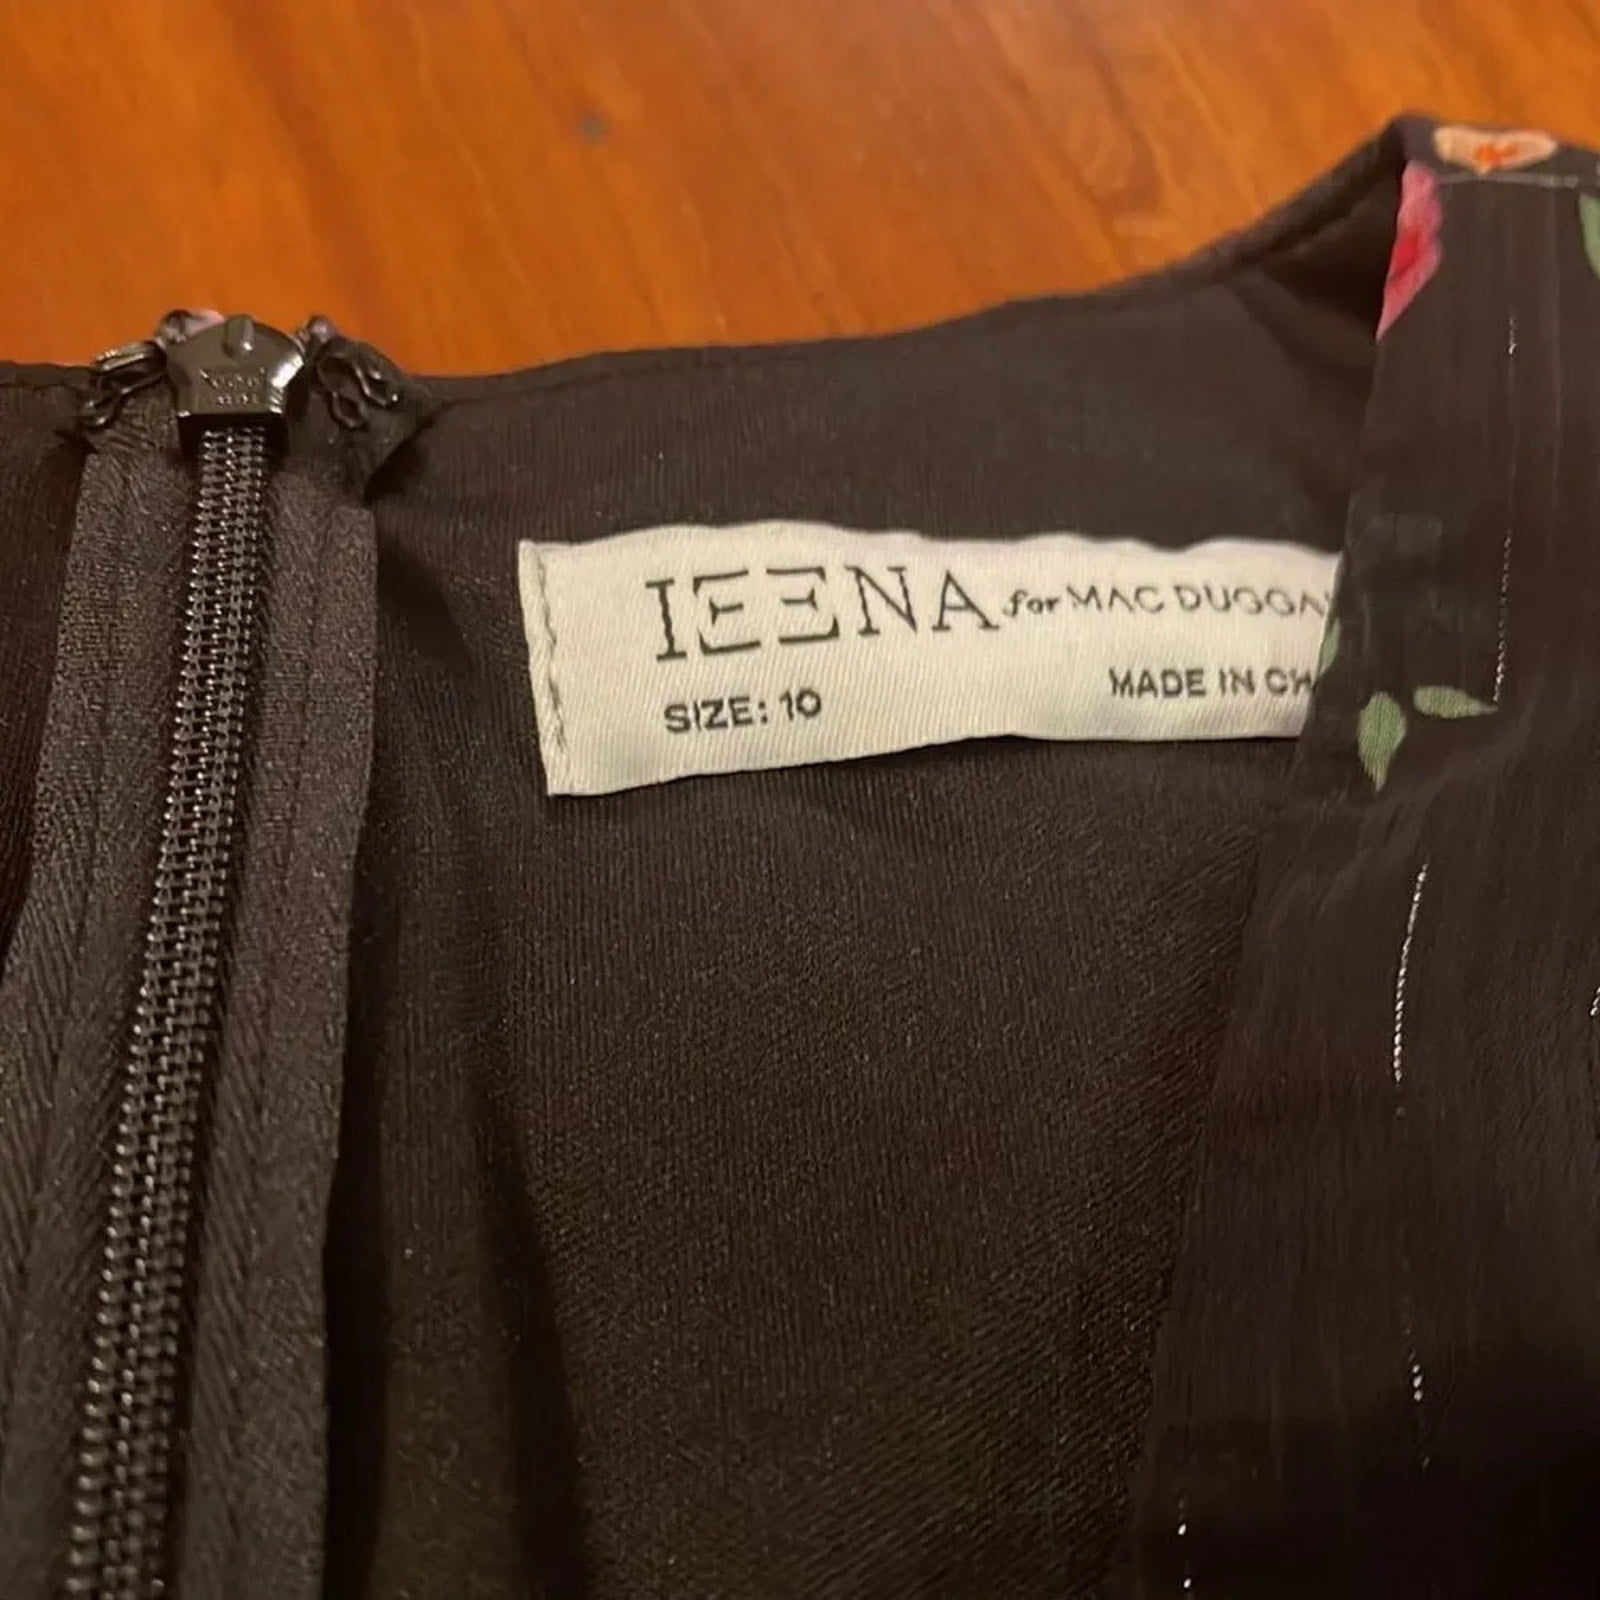 IEENA for MAC DUGGA
SIZE: 10
MADE IN CH